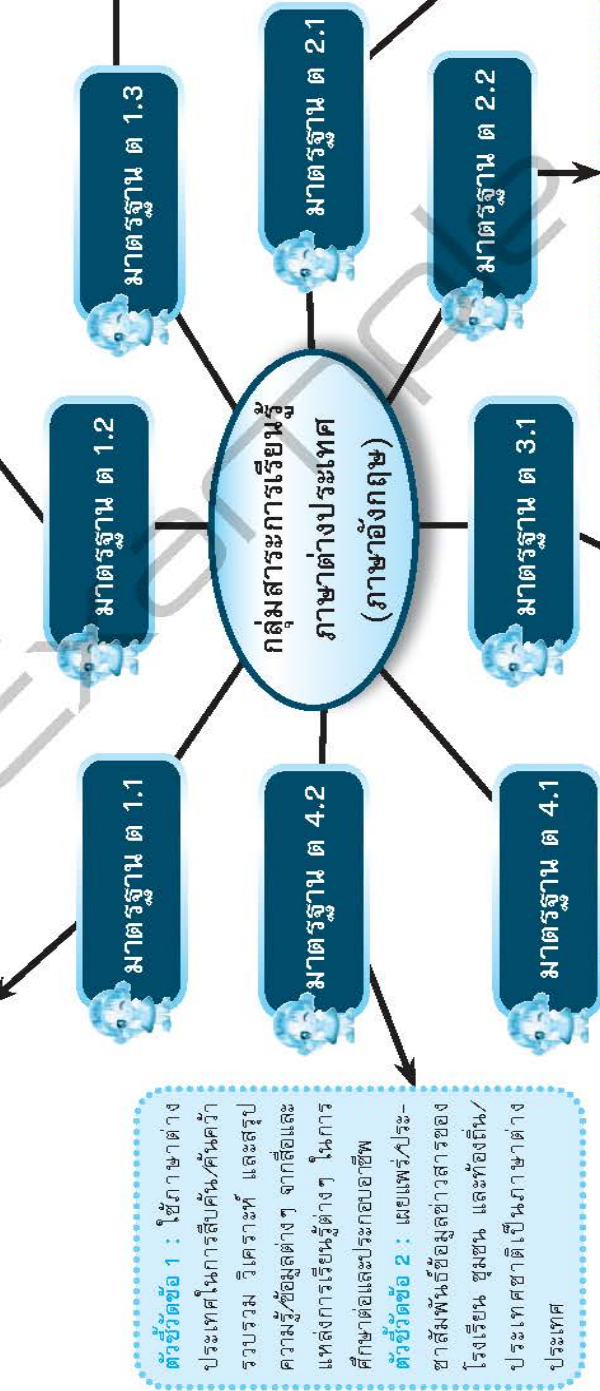 มาตรฐาน ต 1.1
มาตรฐาน ต 1.2
มาตรฐาน ต 1.3
มาตรฐาน ต 4.2
กลุ่มสาระการเรียนรู้
ภาษาต่างประเทศ
(ภาษาอังกฤษ)
มาตรฐาน ต 2.1
มาตรฐาน ต 4.1
มาตรฐาน ต 3.1
มาตรฐาน ต 2.2
ตัวชี้วัดข้อ 1 : ใช้ภาษาต่าง
ประเทศในการสืบค้น/ค้นคว้า
รวบรวม วิเคราะห์ และสรุป
ความรู้/ข้อมูลต่างๆ จากสื่อและ
แหล่งการเรียนรู้ต่างๆ ในการ
ศึกษาต่อและประกอบอาชีพ
ตัวชี้วัดข้อ 2 : เผยแพร่/ประ-
ชาสัมพันธ์ข้อมูลข่าวสารของ
โรงเรียน ชุมชน และท้องถิ่น/
ประเทศชาติเป็นภาษาต่าง
ประเทศ
Example